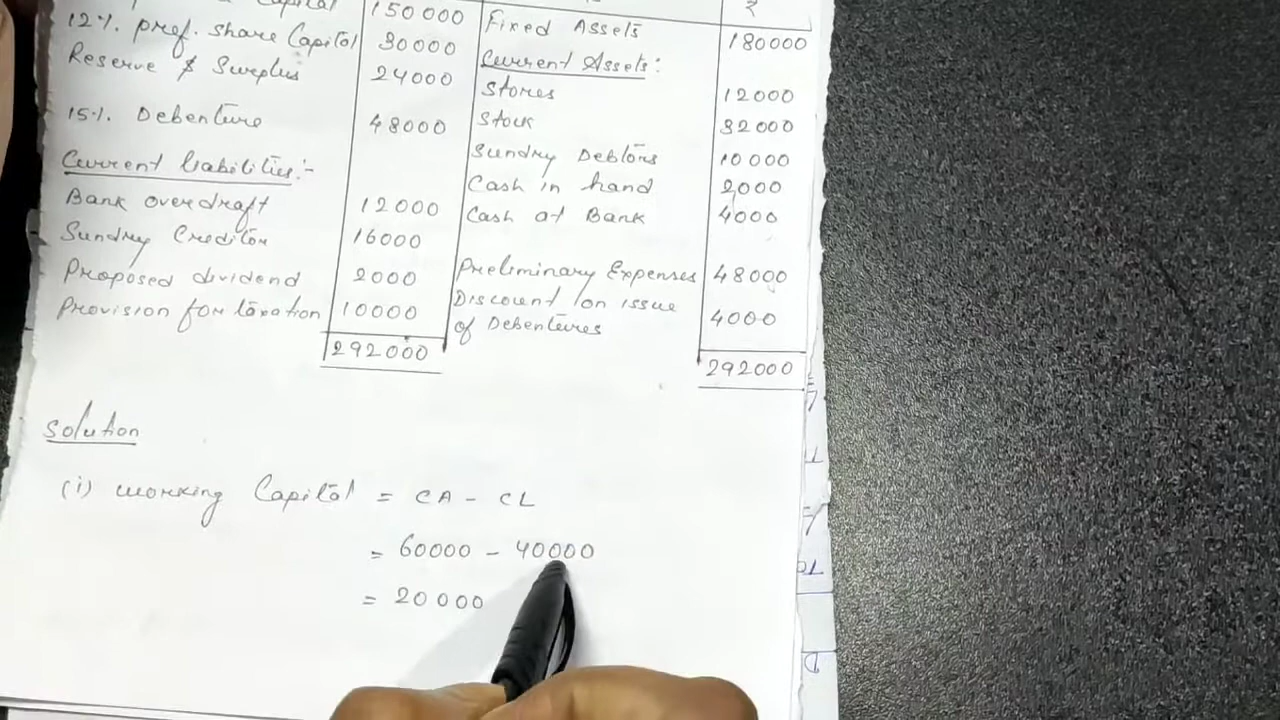 Capital 150000 ₹
12%. pref. Share Capital 30000 Fixed Assets 180000
Reserve & Surplus 24000 Current Assets:
Stores 12000
15%. Debenture 48000 Stock 32000
Current liabilities:- Sundry Debtors 10000
Cash in hand 2000
Bank overdraft 12000 Cash at Bank 4000
Sundry Creditor 16000
Proposed dividend 2000 Preliminary Expenses 48000
Provision for taxation 10000 Discount on issue
of Debentures 4000
292000 292000
Solution
(i) working Capital = CA - CL
= 60000 - 40000
= 20000